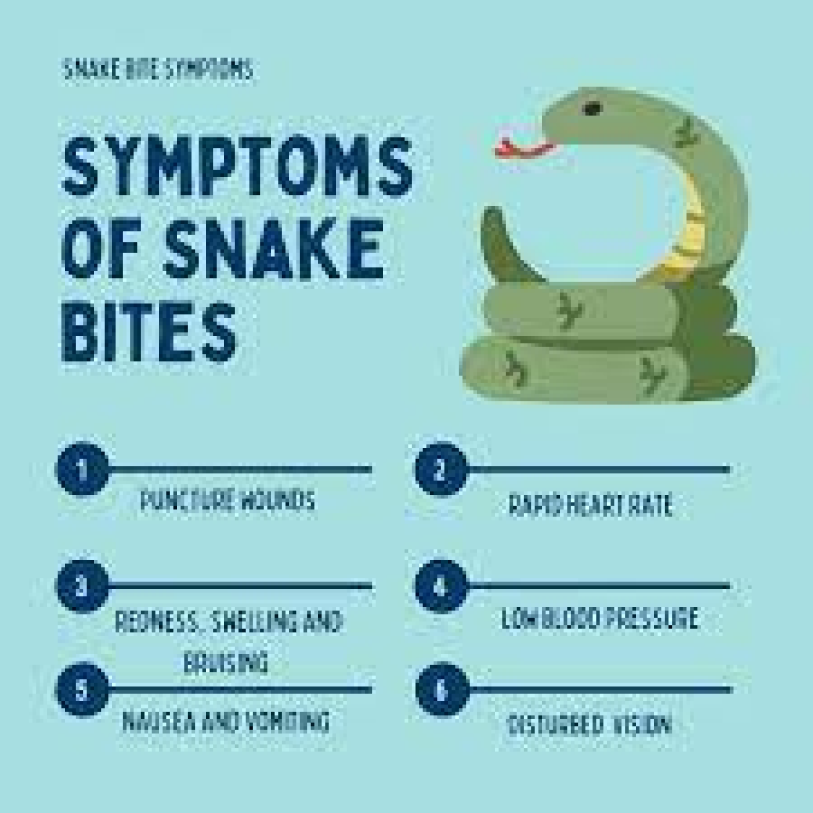 SNAKE BITE SYMPTOMS
SYMPTOMS
OF SNAKE
BITES
1
PUNCTURE WOUNDS
2
RAPID HEART RATE
3
REDNESS, SWELLING AND
BRUISING
4
LOW BLOOD PRESSURE
5
NAUSEA AND VOMITING
6
DISTURBED VISION